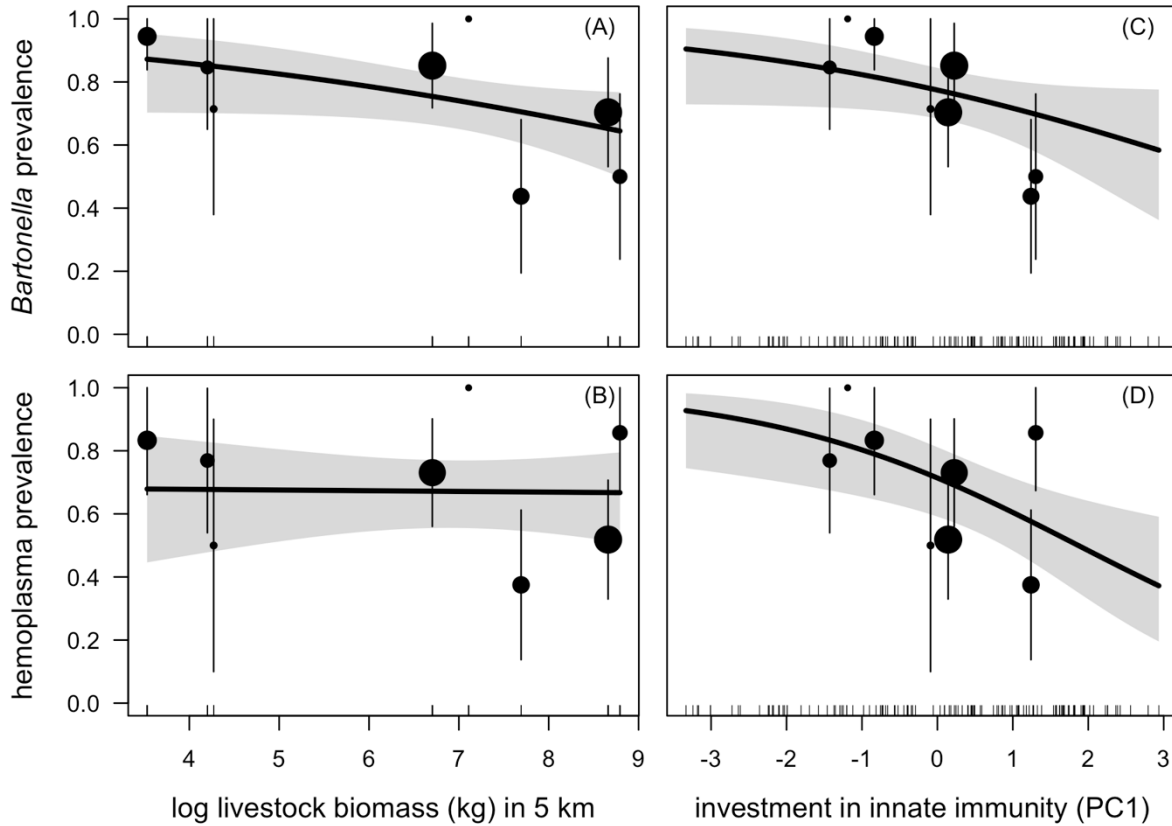 (A)
Bartonella prevalence
1.0
0.8
0.6
0.4
0.2
0.0
(C)
(B)
hemoplasma prevalence
1.0
0.8
0.6
0.4
0.2
0.0
4 5 6 7 8 9
log livestock biomass (kg) in 5 km
(D)
-3 -2 -1 0 1 2 3
investment in innate immunity (PC1)